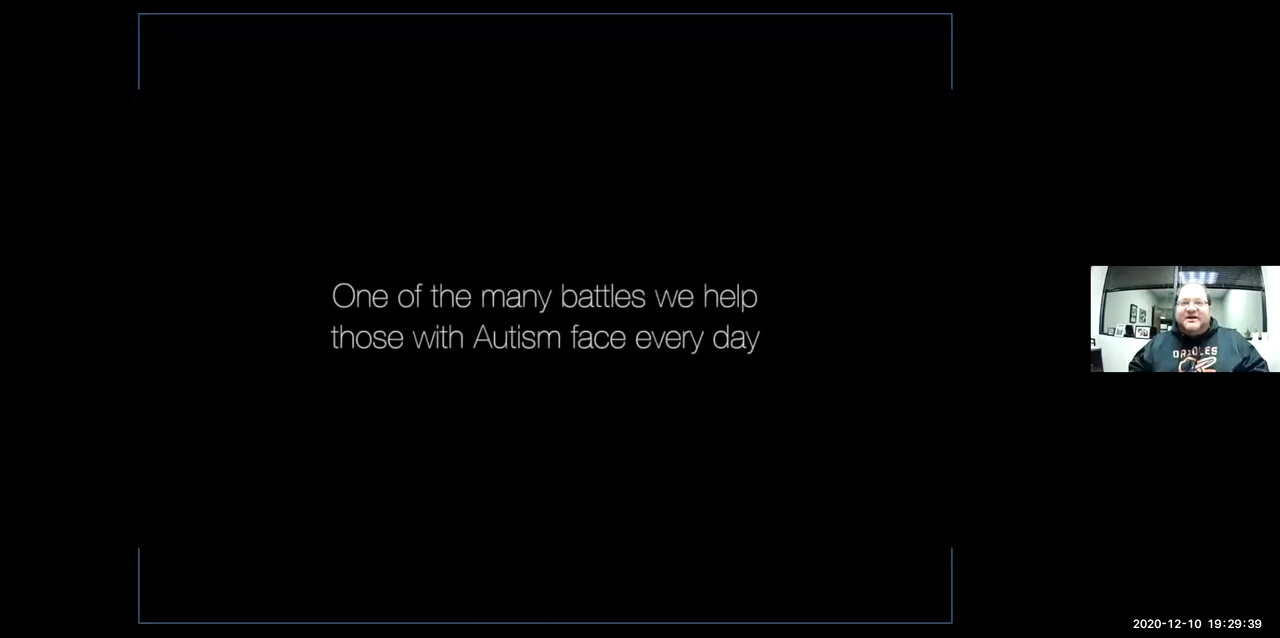 One of the many battles we help
those with Autism face every day
ORIOLES
2020-12-10 19:29:39